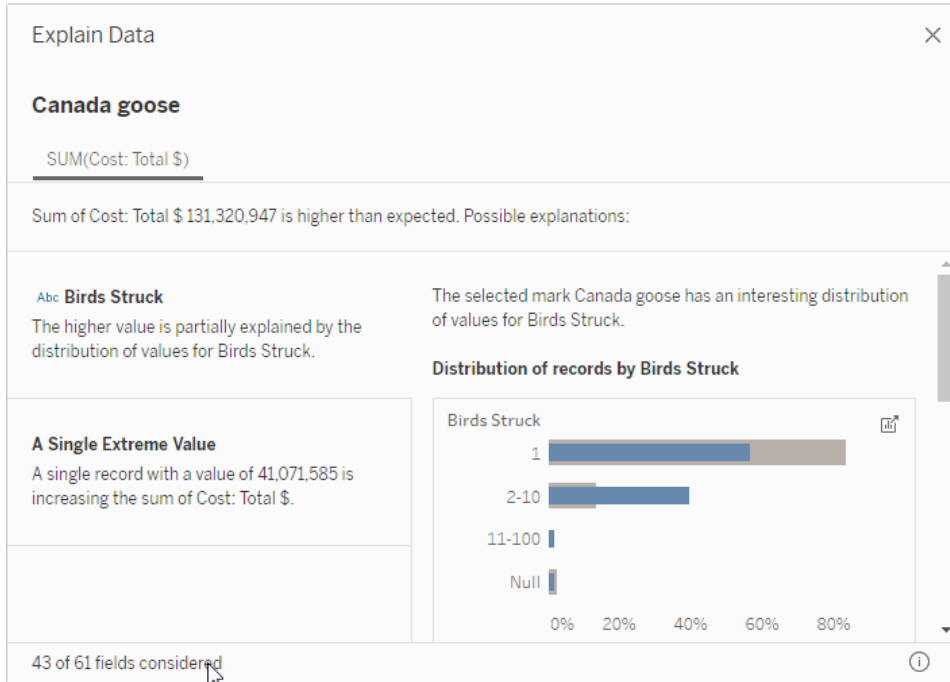 Explain Data
Canada goose
SUM(Cost: Total $)
Sum of Cost: Total $ 131,320,947 is higher than expected. Possible explanations:
Abc Birds Struck
The higher value is partially explained by the
distribution of values for Birds Struck.
A Single Extreme Value
A single record with a value of 41,071,585 is
increasing the sum of Cost: Total $.
The selected mark Canada goose has an interesting distribution
of values for Birds Struck.
Distribution of records by Birds Struck
Birds Struck
1
2-10
11-100
Null
0% 20% 40% 60% 80%
43 of 61 fields considered